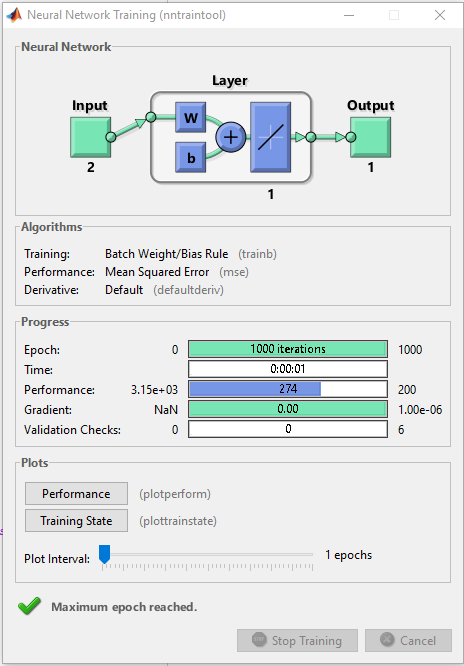 Neural Network Training (nntraintool)
Neural Network
Layer
Input
Output
W
b
+
2
1
1
Algorithms
Training: Batch Weight/Bias Rule (trainb)
Performance: Mean Squared Error (mse)
Derivative: Default (defaultderiv)
Progress
Epoch: 0 1000 iterations 1000
Time: 0:00:01
Performance: 3.15e+03 274 200
Gradient: NaN 0.00 1.00e-06
Validation Checks: 0 0 6
Plots
Performance (plotperform)
Training State (plottrainstate)
Plot Interval: 1 epochs
Maximum epoch reached.
Stop Training Cancel